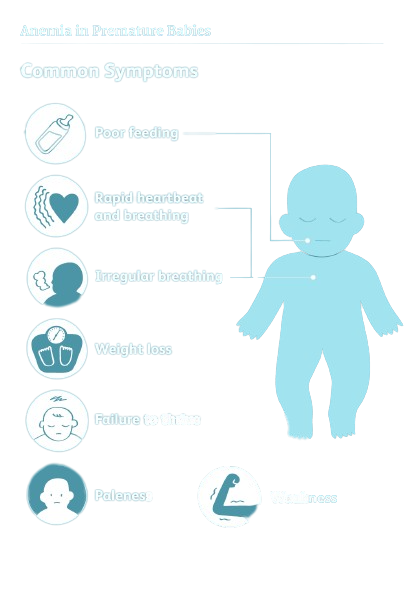 Anemia in Premature Babies
Common Symptoms
Poor feeding
Rapid heartbeat
and breathing
Irregular breathing
Weight loss
Failure to thrive
Paleness
Weakness